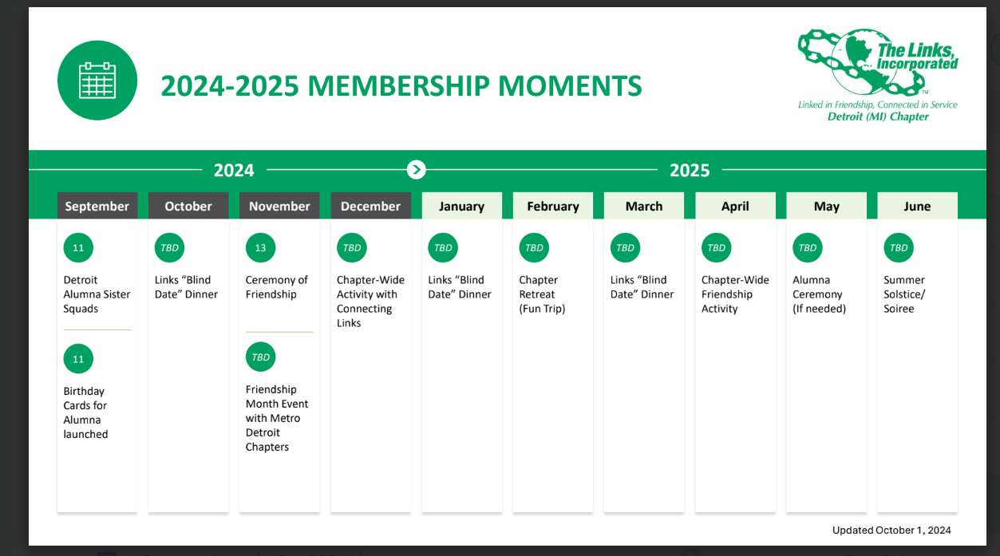 2024-2025 MEMBERSHIP MOMENTS
The Links,
Incorporated
TM
Linked in Friendship, Connected in Service
Detroit (MI) Chapter
2024
2025
September
October
November
December
January
February
March
April
May
June
11
Detroit
Alumna Sister
Squads
11
Birthday
Cards for
Alumna
launched
TBD
Links “Blind
Date” Dinner
13
Ceremony of
Friendship
TBD
Friendship
Month Event
with Metro
Detroit
Chapters
TBD
Chapter-Wide
Activity with
Connecting
Links
TBD
Links “Blind
Date” Dinner
TBD
Chapter
Retreat
(Fun Trip)
TBD
Links “Blind
Date” Dinner
TBD
Chapter-Wide
Friendship
Activity
TBD
Alumna
Ceremony
(If needed)
TBD
Summer
Solstice/
Soiree
Updated October 1, 2024